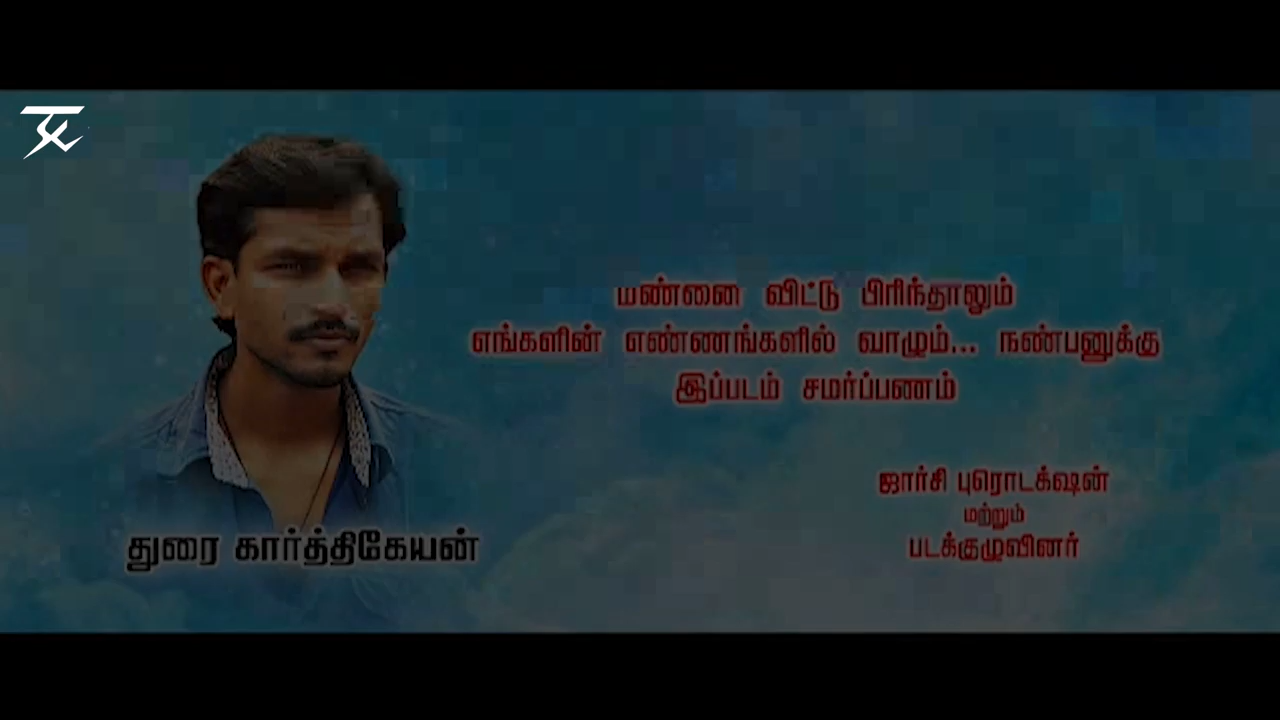 மண்னை விட்டு பிரிந்தாலும்
எங்களின் எண்ணங்களில் வாழும்... நண்பனுக்கு
இப்படம் சமர்ப்பணம்
துரை கார்த்திகேயன்
ஜார்சி புரொடக்ஷன்
மற்றும்
படக்குழுவினர்